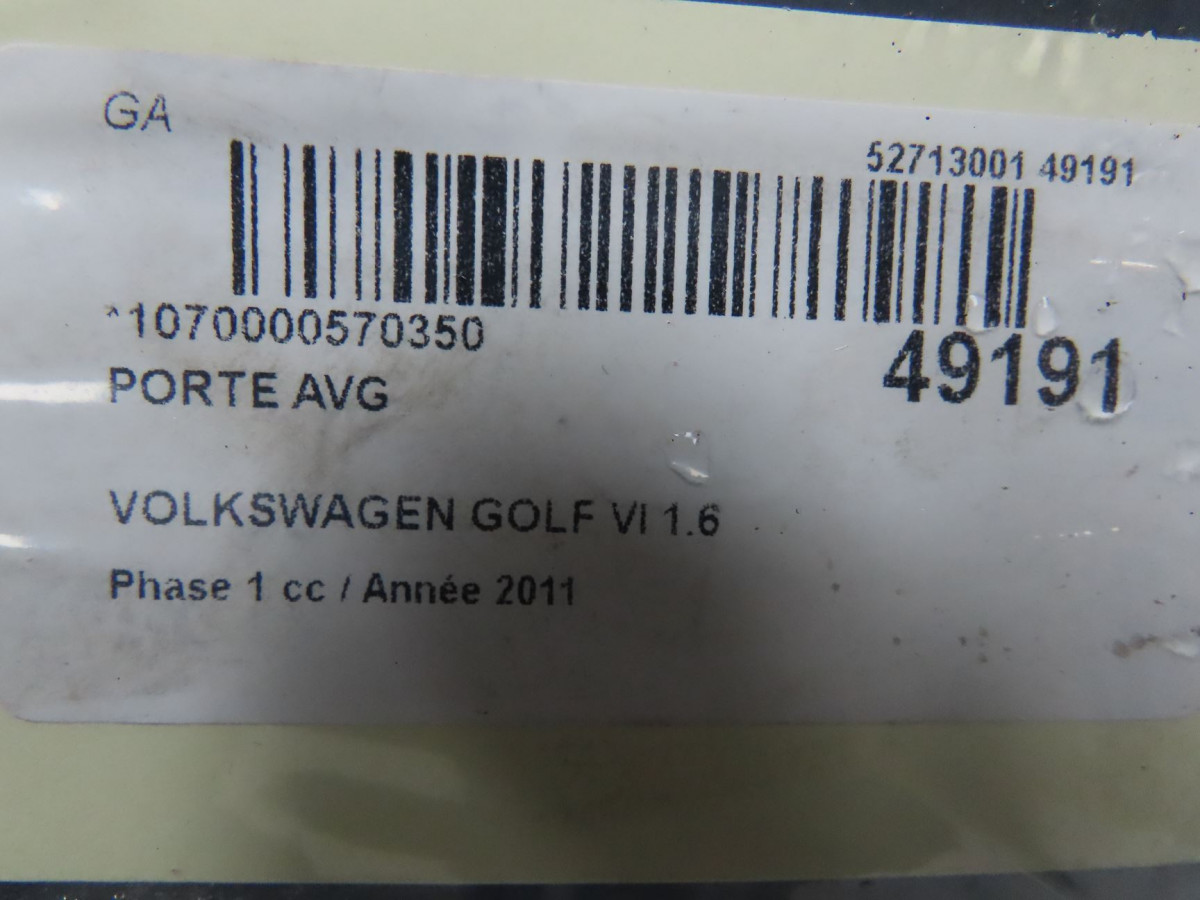 GA
52713001 49191
*1070000570350
49191
PORTE AVG
VOLKSWAGEN GOLF VI 1.6
Phase 1 cc / Année 2011